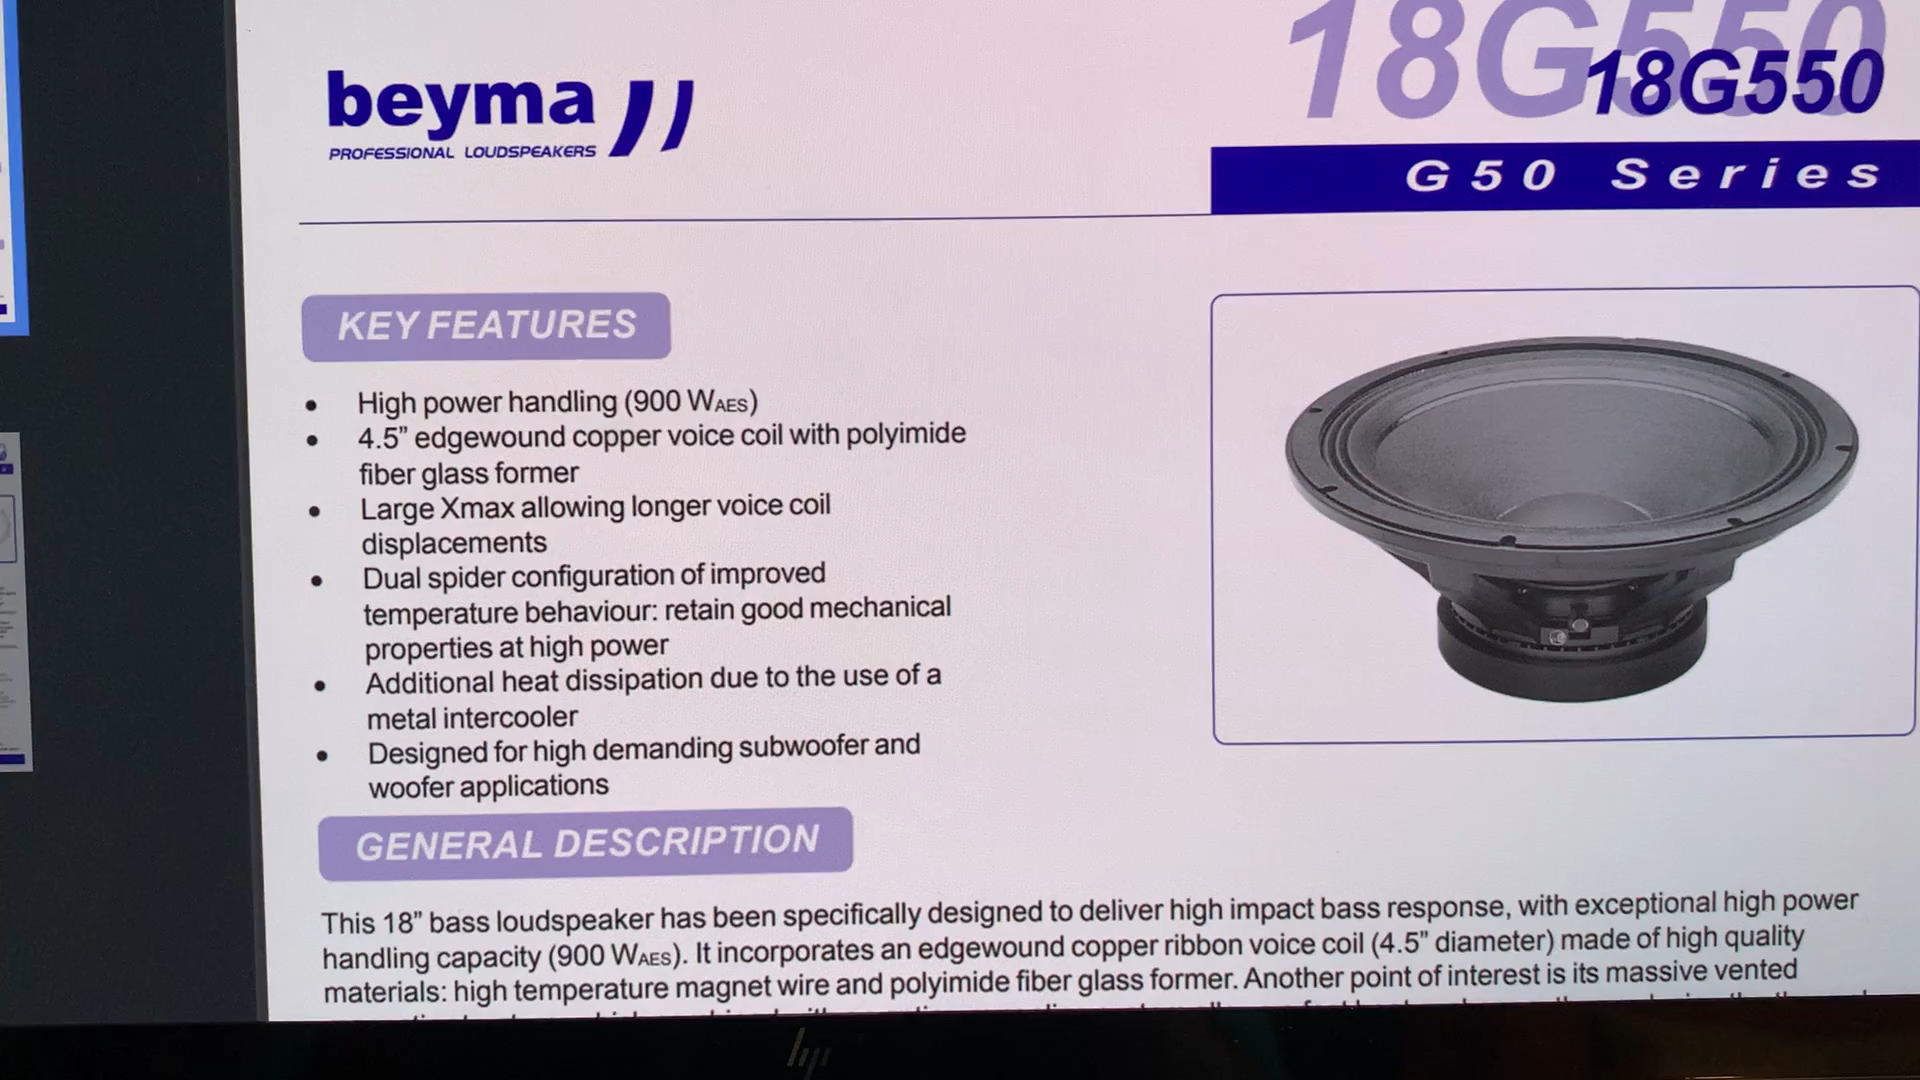 18G550
18G550
beyma
PROFESSIONAL LOUDSPEAKERS
G50 Series
KEY FEATURES
• High power handling (900 WAES)
• 4.5” edgewound copper voice coil with polyimide
fiber glass former
• Large Xmax allowing longer voice coil
displacements
• Dual spider configuration of improved
temperature behaviour: retain good mechanical
properties at high power
• Additional heat dissipation due to the use of a
metal intercooler
• Designed for high demanding subwoofer and
woofer applications
GENERAL DESCRIPTION
This 18” bass loudspeaker has been specifically designed to deliver high impact bass response, with exceptional high power
handling capacity (900 WAES). It incorporates an edgewound copper ribbon voice coil (4.5” diameter) made of high quality
materials: high temperature magnet wire and polyimide fiber glass former. Another point of interest is its massive vented
hp